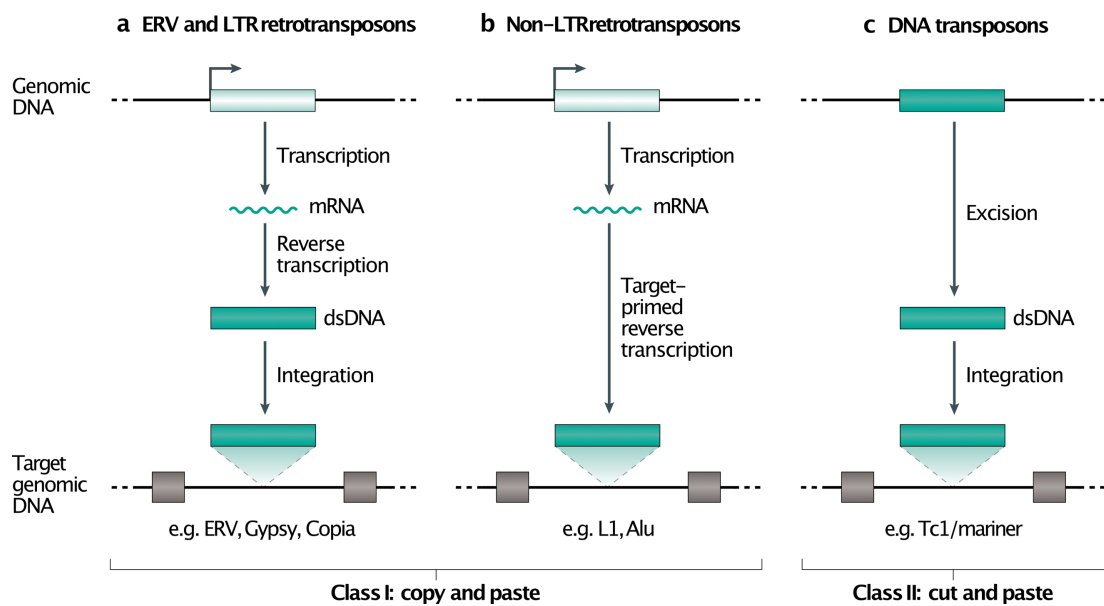 a ERV and LTR retrotransposons
b Non–LTR retrotransposons
c DNA transposons
Genomic
DNA
Transcription
mRNA
Reverse
transcription
dsDNA
Integration
Transcription
mRNA
Target–
primed
reverse
transcription
Excision
dsDNA
Integration
Target
genomic
DNA
e.g. ERV, Gypsy, Copia
e.g. L1, Alu
e.g. Tc1/mariner
Class I: copy and paste
Class II: cut and paste